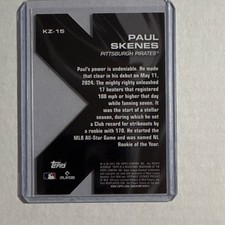 KZ-15
PAUL
SKENES
PITTSBURGH PIRATES®
Paul's power is undeniable. He made
that clear in his debut on May 11,
2024. The mighty righty unleashed
17 heaters that registered
100 mph or higher that day
while fanning seven. It
was the start of a stellar
season, during which he set
a Club record for strikeouts by
a rookie with 170. He started the
MLB All-Star Game and was named NL
Rookie of the Year.
Topps